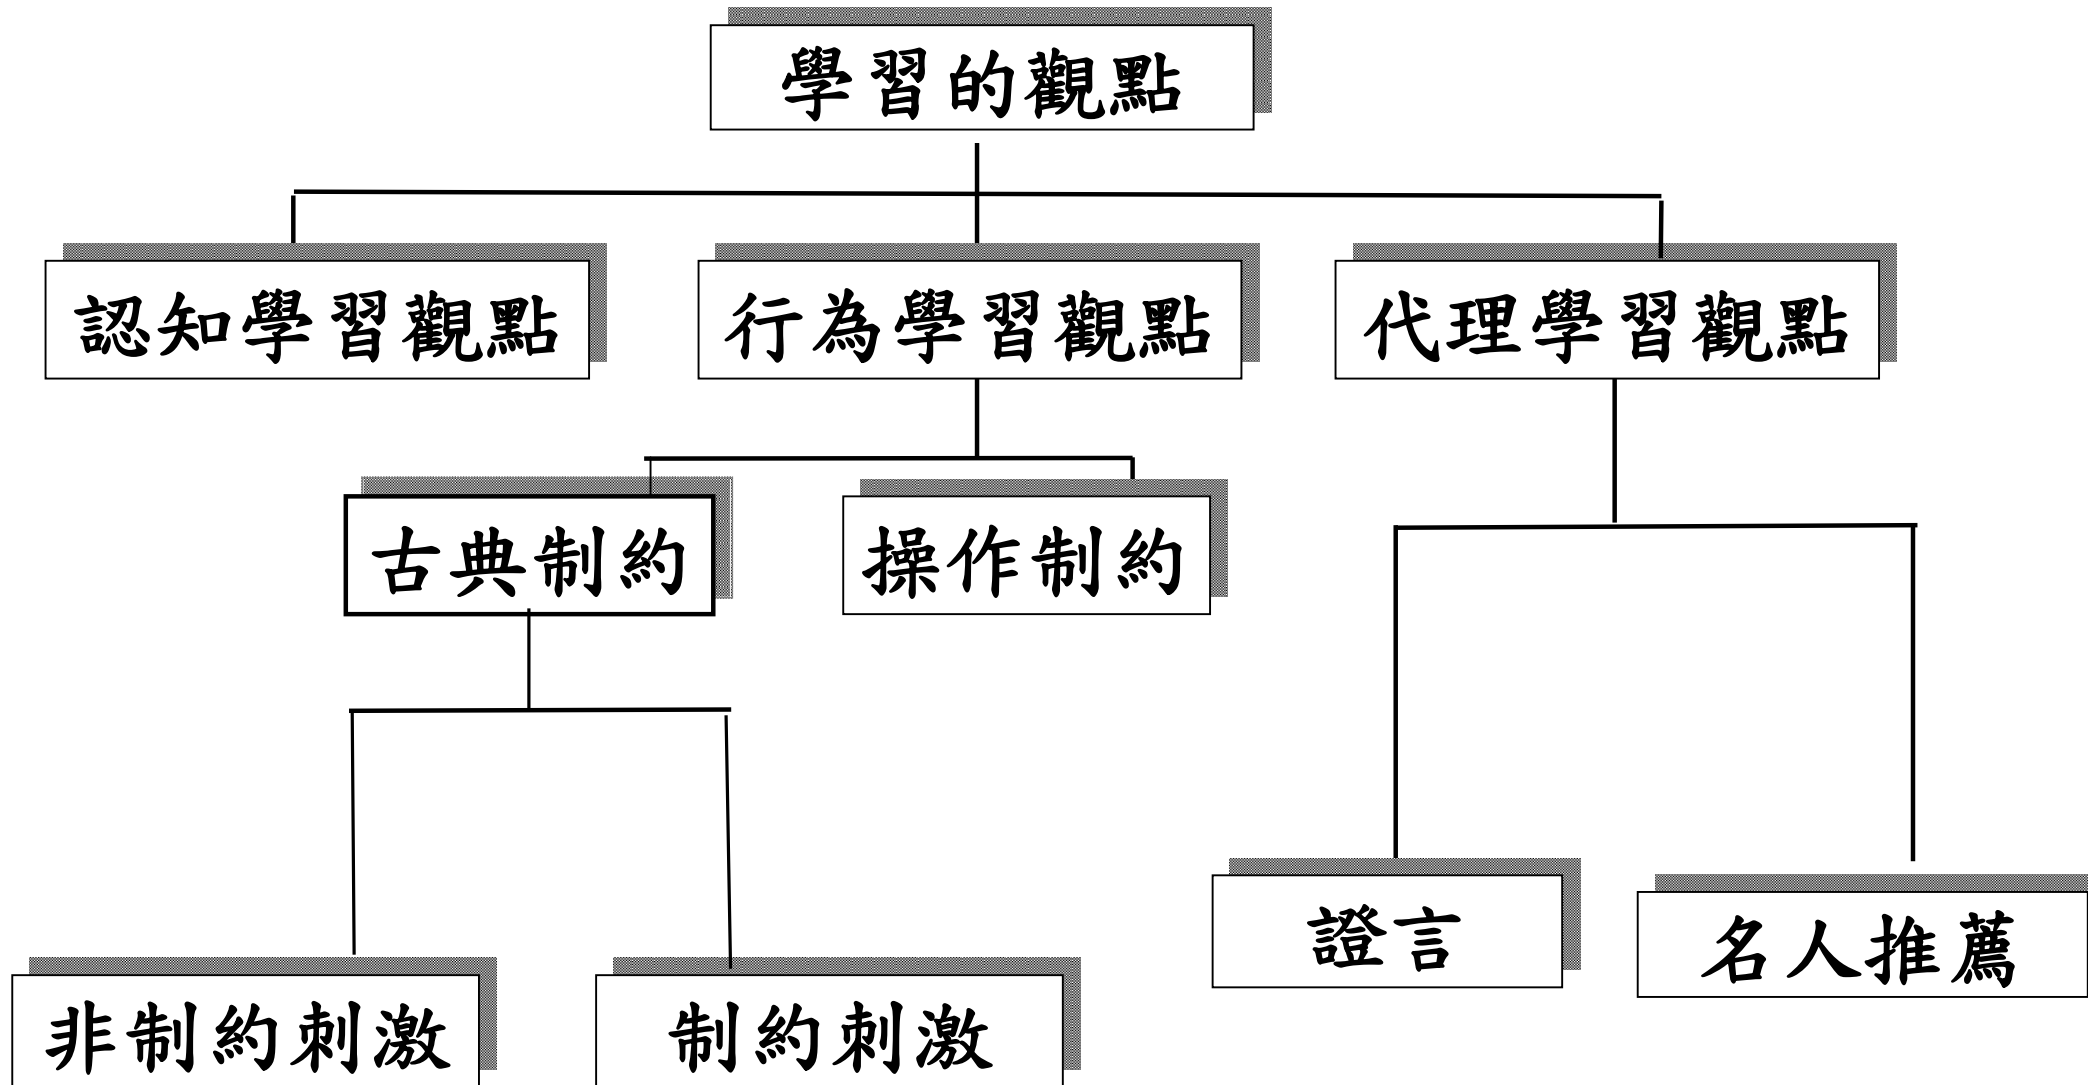 學習的觀點
認知學習觀點
行為學習觀點
代理學習觀點
古典制約
操作制約
證言
名人推薦
非制約刺激
制約刺激